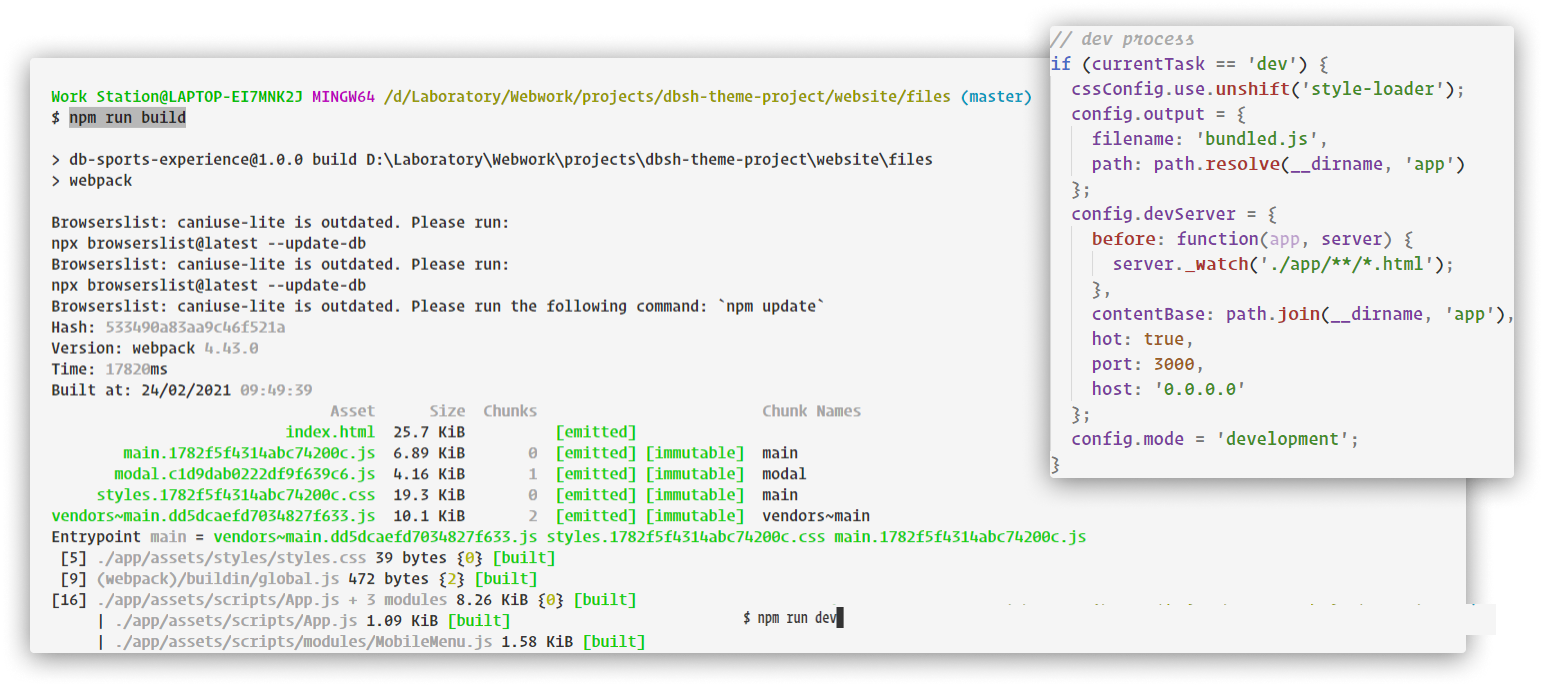 Work Station@LAPTOP-EI7MNK2J MINGW64 /d/Laboratory/Webwork/projects/dbsh-theme-project/website/files (master)
$ npm run build
> db-sports-experience@1.0.0 build D:\Laboratory\Webwork\projects\dbsh-theme-project\website\files
> webpack
Browserslist: caniuse-lite is outdated. Please run:
npx browserslist@latest --update-db
Browserslist: caniuse-lite is outdated. Please run:
npx browserslist@latest --update-db
Browserslist: caniuse-lite is outdated. Please run the following command: `npm update`
Hash: 533490a83aa9c46f521a
Version: webpack 4.43.0
Time: 17820ms
Built at: 24/02/2021 09:49:39
Asset Size Chunks Chunk Names
index.html 25.7 KiB [emitted]
main.1782f5f4314abc74200c.js 6.89 KiB 0 [emitted] [immutable] main
modal.c1d9dab0222df9f639c6.js 4.16 KiB 1 [emitted] [immutable] modal
styles.1782f5f4314abc74200c.css 19.3 KiB 0 [emitted] [immutable] main
vendors~main.dd5dcaefd7034827f633.js 10.1 KiB 2 [emitted] [immutable] vendors~main
Entrypoint main = vendors~main.dd5dcaefd7034827f633.js styles.1782f5f4314abc74200c.css main.1782f5f4314abc74200c.js
[5] ./app/assets/styles/styles.css 39 bytes {0} [built]
[9] (webpack)/buildin/global.js 472 bytes {2} [built]
[16] ./app/assets/scripts/App.js + 3 modules 8.26 KiB {0} [built]
| ./app/assets/scripts/App.js 1.09 KiB [built]
| ./app/assets/scripts/modules/MobileMenu.js 1.58 KiB [built]
$ npm run dev
// dev process
if (currentTask == 'dev') {
cssConfig.use.unshift('style-loader');
config.output = {
filename: 'bundled.js',
path: path.resolve(__dirname, 'app')
};
config.devServer = {
before: function(app, server) {
server._watch('./app/**/*.html');
},
contentBase: path.join(__dirname, 'app'),
hot: true,
port: 3000,
host: '0.0.0.0'
};
config.mode = 'development';
}